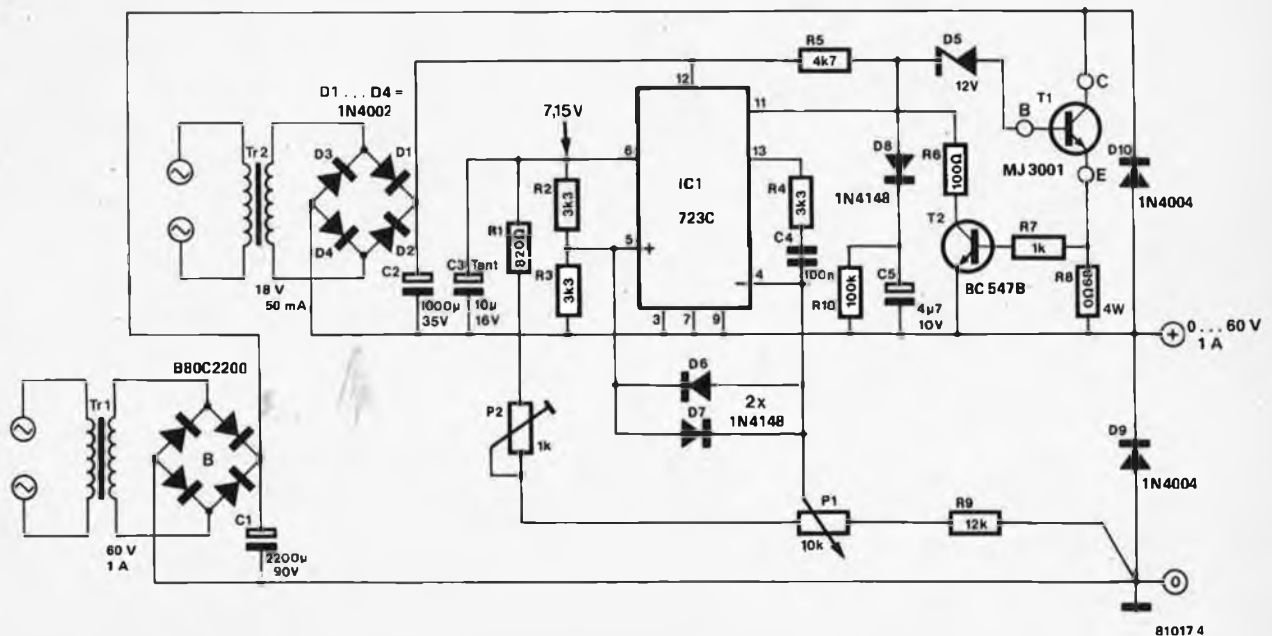 D1 . . . D4 =
1N4002
Tr2
D3
D1
D4
D2
18 V
50 mA
C2
1000µ
35V
C3
Tant
10µ
16V
R1
820Ω
7,15V
R2
3k3
R3
3k3
12
6
5
+
IC1
723C
11
13
4
−
3
7
9
R4
3k3
C4
100n
R5
4k7
D5
12V
D8
1N4148
R6
100Ω
T2
BC 547B
R10
100k
C5
4µ7
10V
B
T1
C
E
MJ 3001
R7
1k
R8
0Ω68
4W
D10
1N4004
+
0 . . . 60 V
1 A
B80C2200
Tr1
B
60 V
1 A
C1
2200µ
90V
P2
1k
D6
D7
2x
1N4148
P1
10k
R9
12k
D9
1N4004
0
81017 4